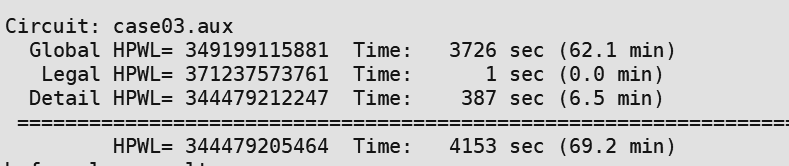 Circuit: case03.aux
Global HPWL= 349199115881 Time: 3726 sec (62.1 min)
Legal HPWL= 371237573761 Time: 1 sec (0.0 min)
Detail HPWL= 344479212247 Time: 387 sec (6.5 min)
=================================================================
HPWL= 344479205464 Time: 4153 sec (69.2 min)